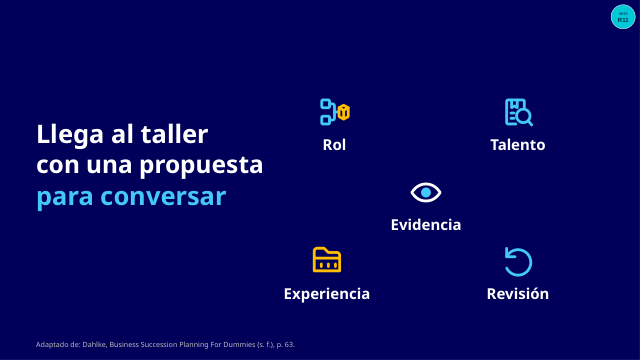 R11
Llega al taller
con una propuesta
para conversar
Rol
Talento
Evidencia
Experiencia
Revisión
Adaptado de: Dahlke, Business Succession Planning For Dummies (s. f.), p. 63.